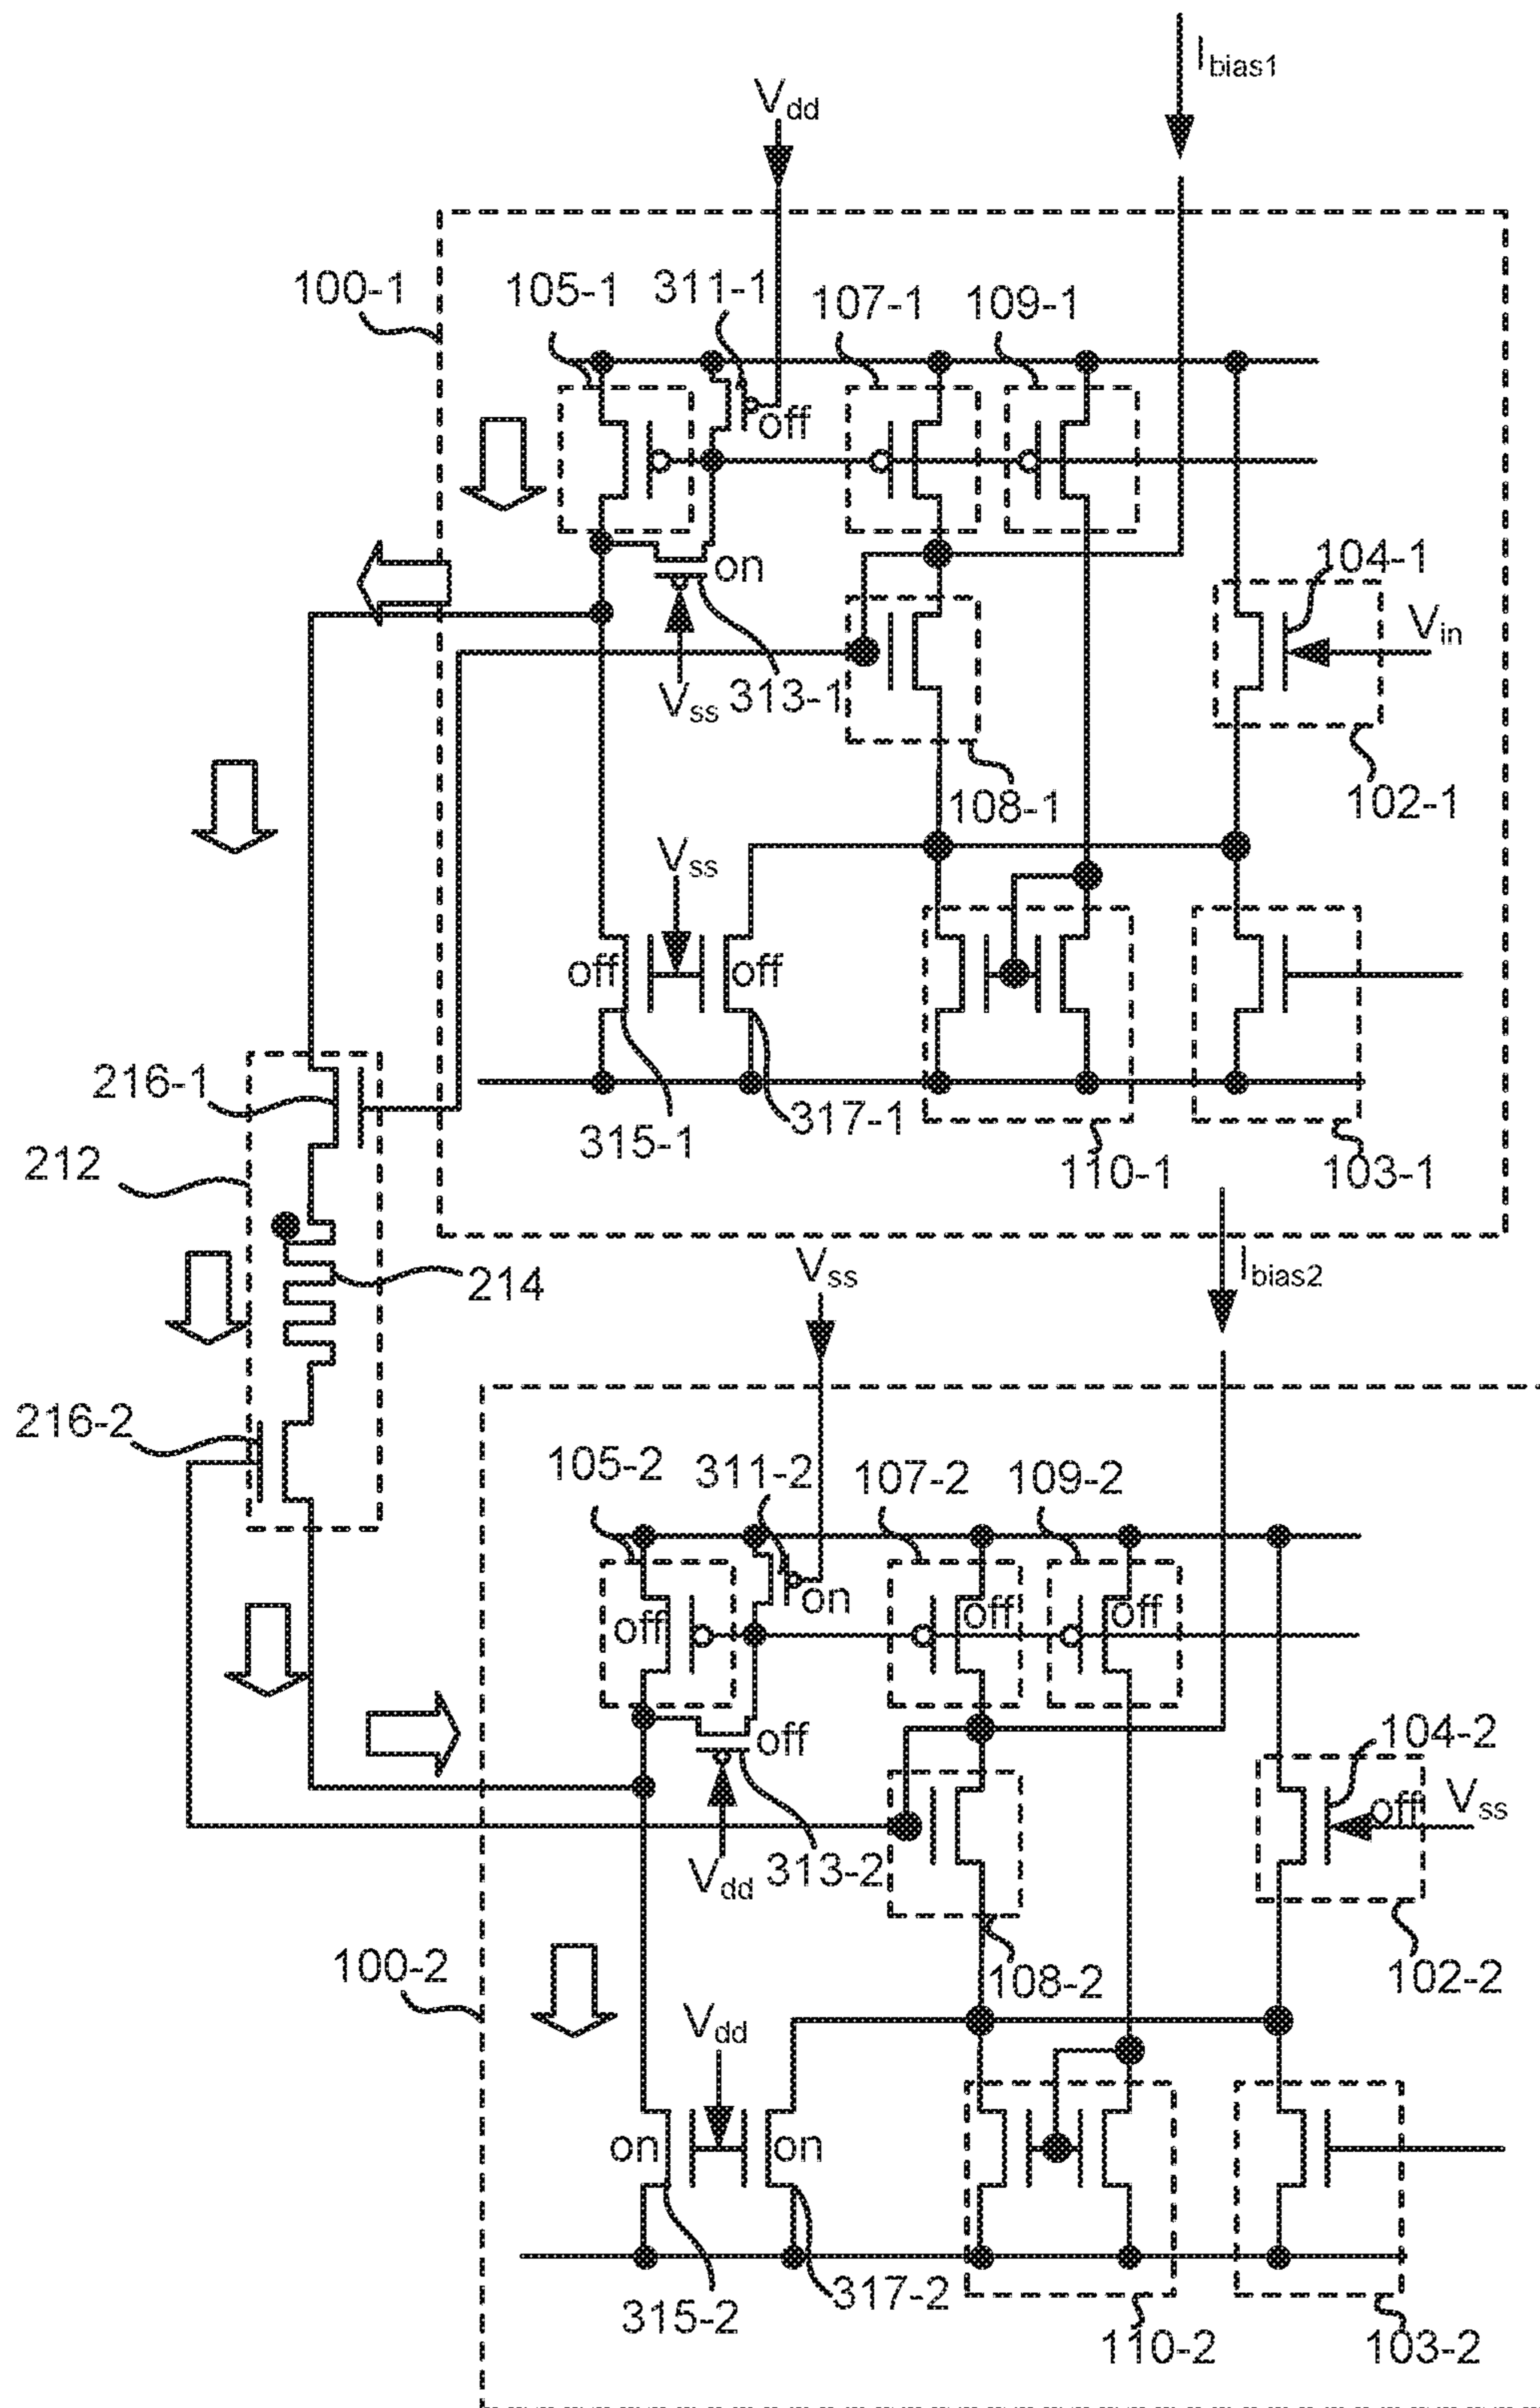 I bias1
Vdd
100-1
105-1
311-1
107-1
109-1
off
on
104-1
Vin
Vss
313-1
108-1
102-1
Vss
off
off
216-1
315-1
317-1
110-1
103-1
212
214
Vss
I bias2
216-2
105-2
311-2
107-2
109-2
on
off
off
off
off
104-2
off
Vss
Vdd
313-2
108-2
102-2
100-2
Vdd
on
on
315-2
317-2
110-2
103-2